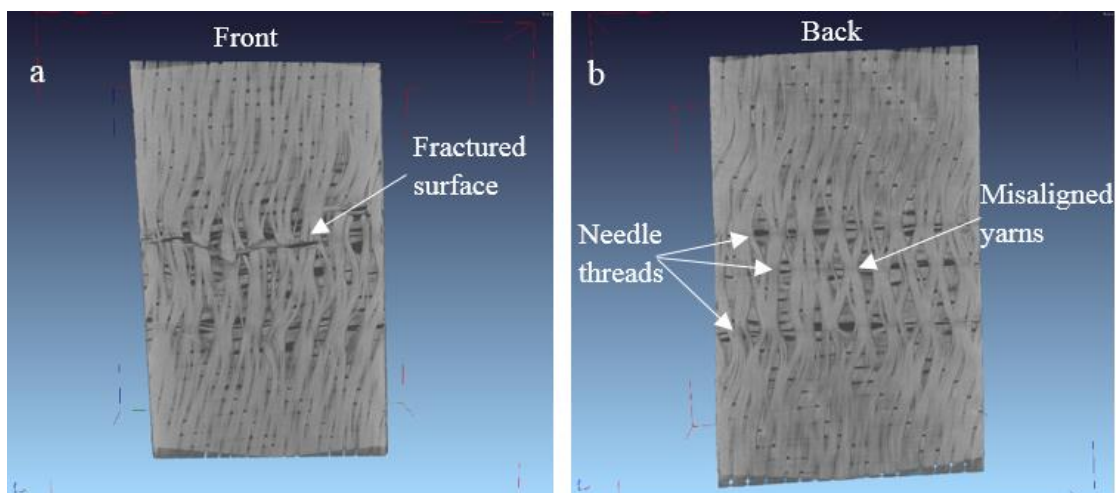 Front
a
Fractured
surface
Back
b
Misaligned
yarns
Needle
threads